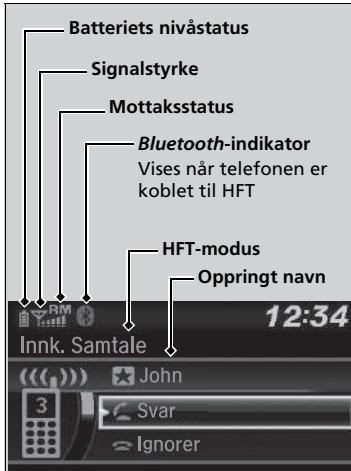 Batteriets nivåstatus
Signalstyrke
Mottaksstatus
Bluetooth-indikator
Vises når telefonen er
koblet til HFT
HFT-modus
Oppringt navn
RM
12:34
Innk. Samtale
John
3
Svar
Ignorer